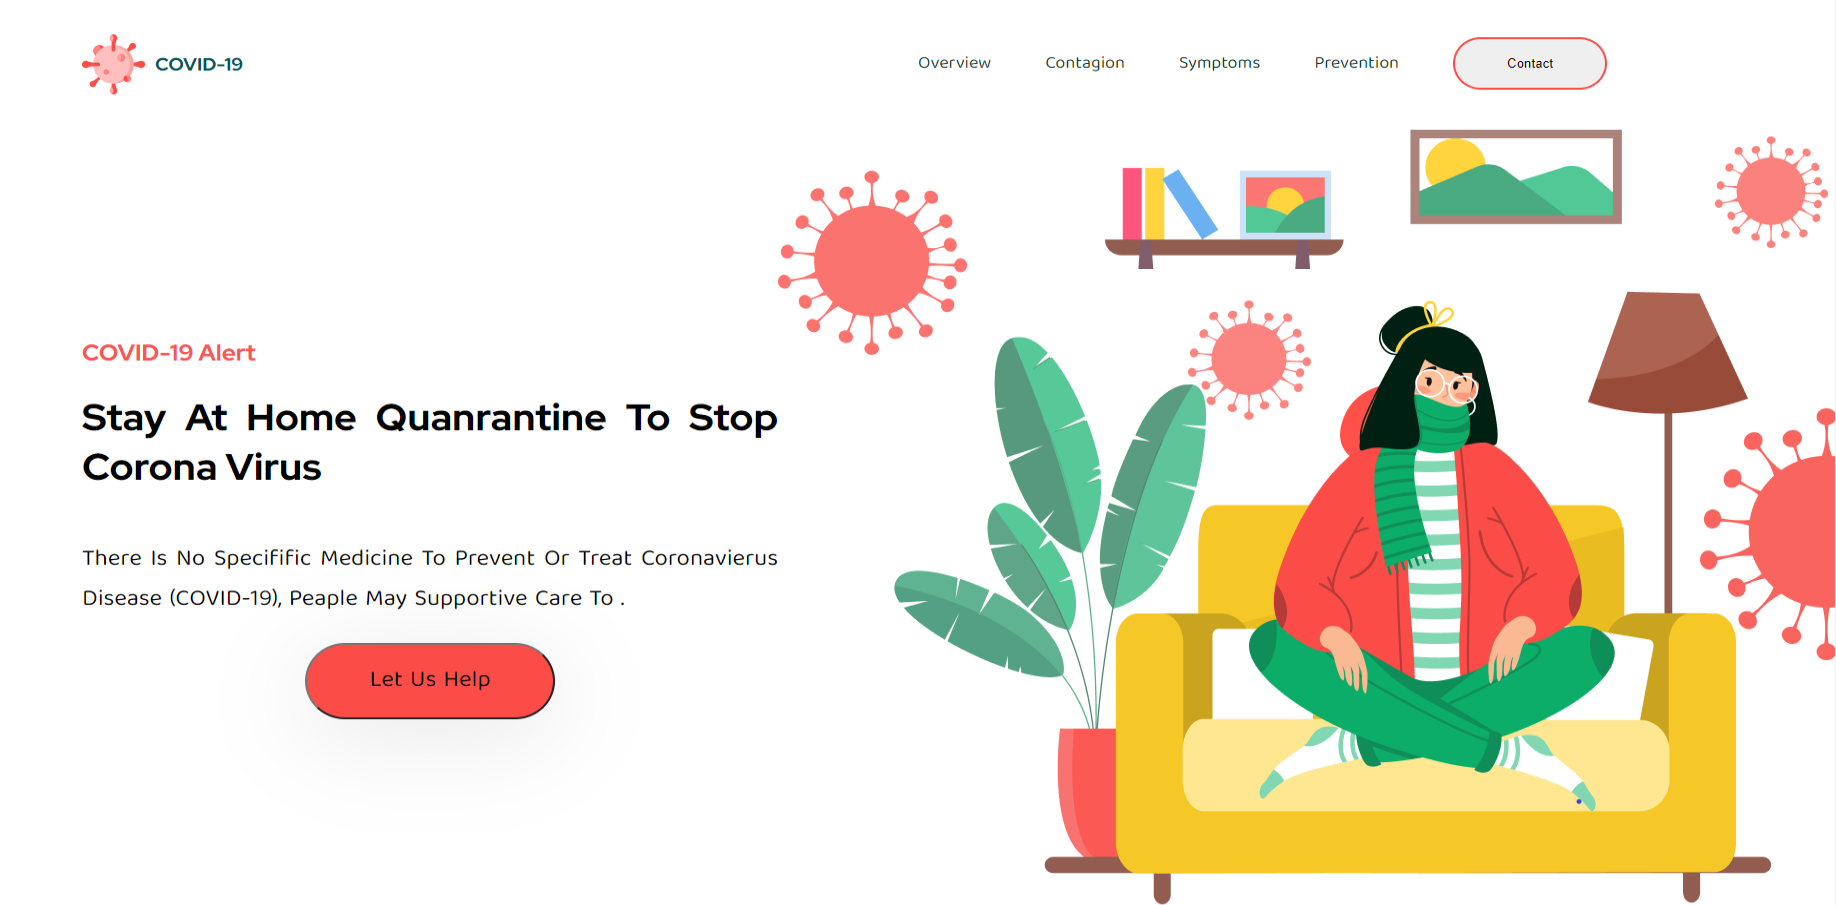 COVID-19
Overview
Contagion
Symptoms
Prevention
Contact
COVID-19 Alert
Stay At Home Quanrantine To Stop
Corona Virus
There Is No Specifific Medicine To Prevent Or Treat Coronavierus
Disease (COVID-19), Peaple May Supportive Care To .
Let Us Help